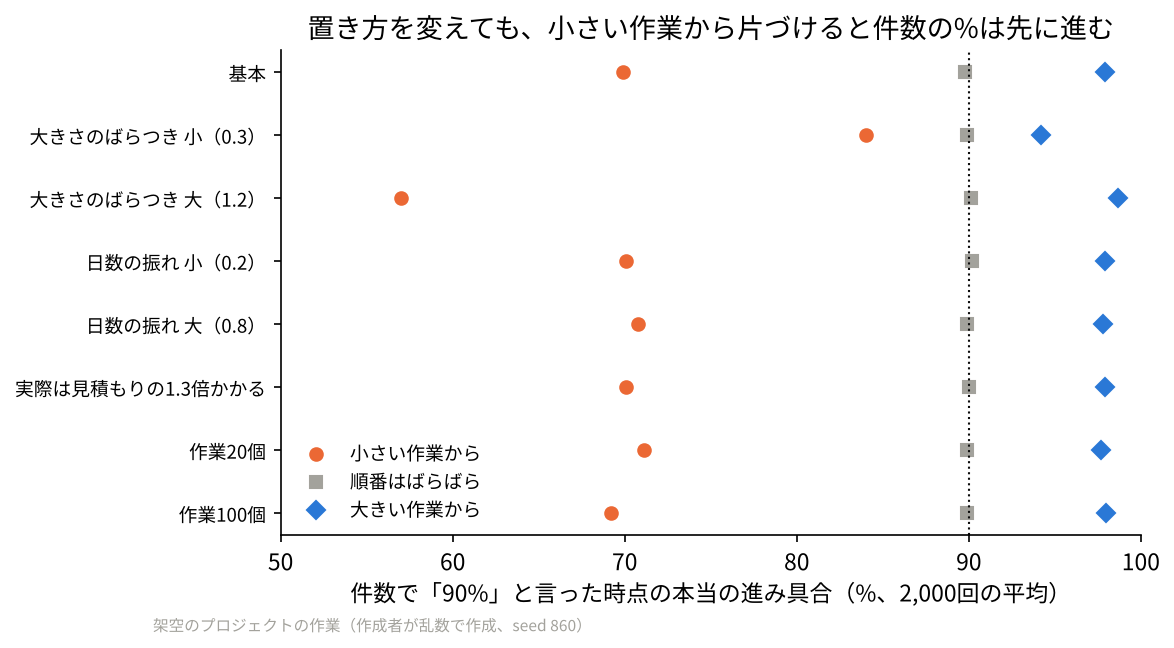 置き方を変えても、小さい作業から片づけると件数の%は先に進む
基本
大きさのばらつき 小（0.3）
大きさのばらつき 大（1.2）
日数の振れ 小（0.2）
日数の振れ 大（0.8）
実際は見積もりの1.3倍かかる
作業20個
作業100個
小さい作業から
順番はばらばら
大きい作業から
50 60 70 80 90 100
件数で「90%」と言った時点の本当の進み具合（%、2,000回の平均）
架空のプロジェクトの作業（作成者が乱数で作成、seed 860）